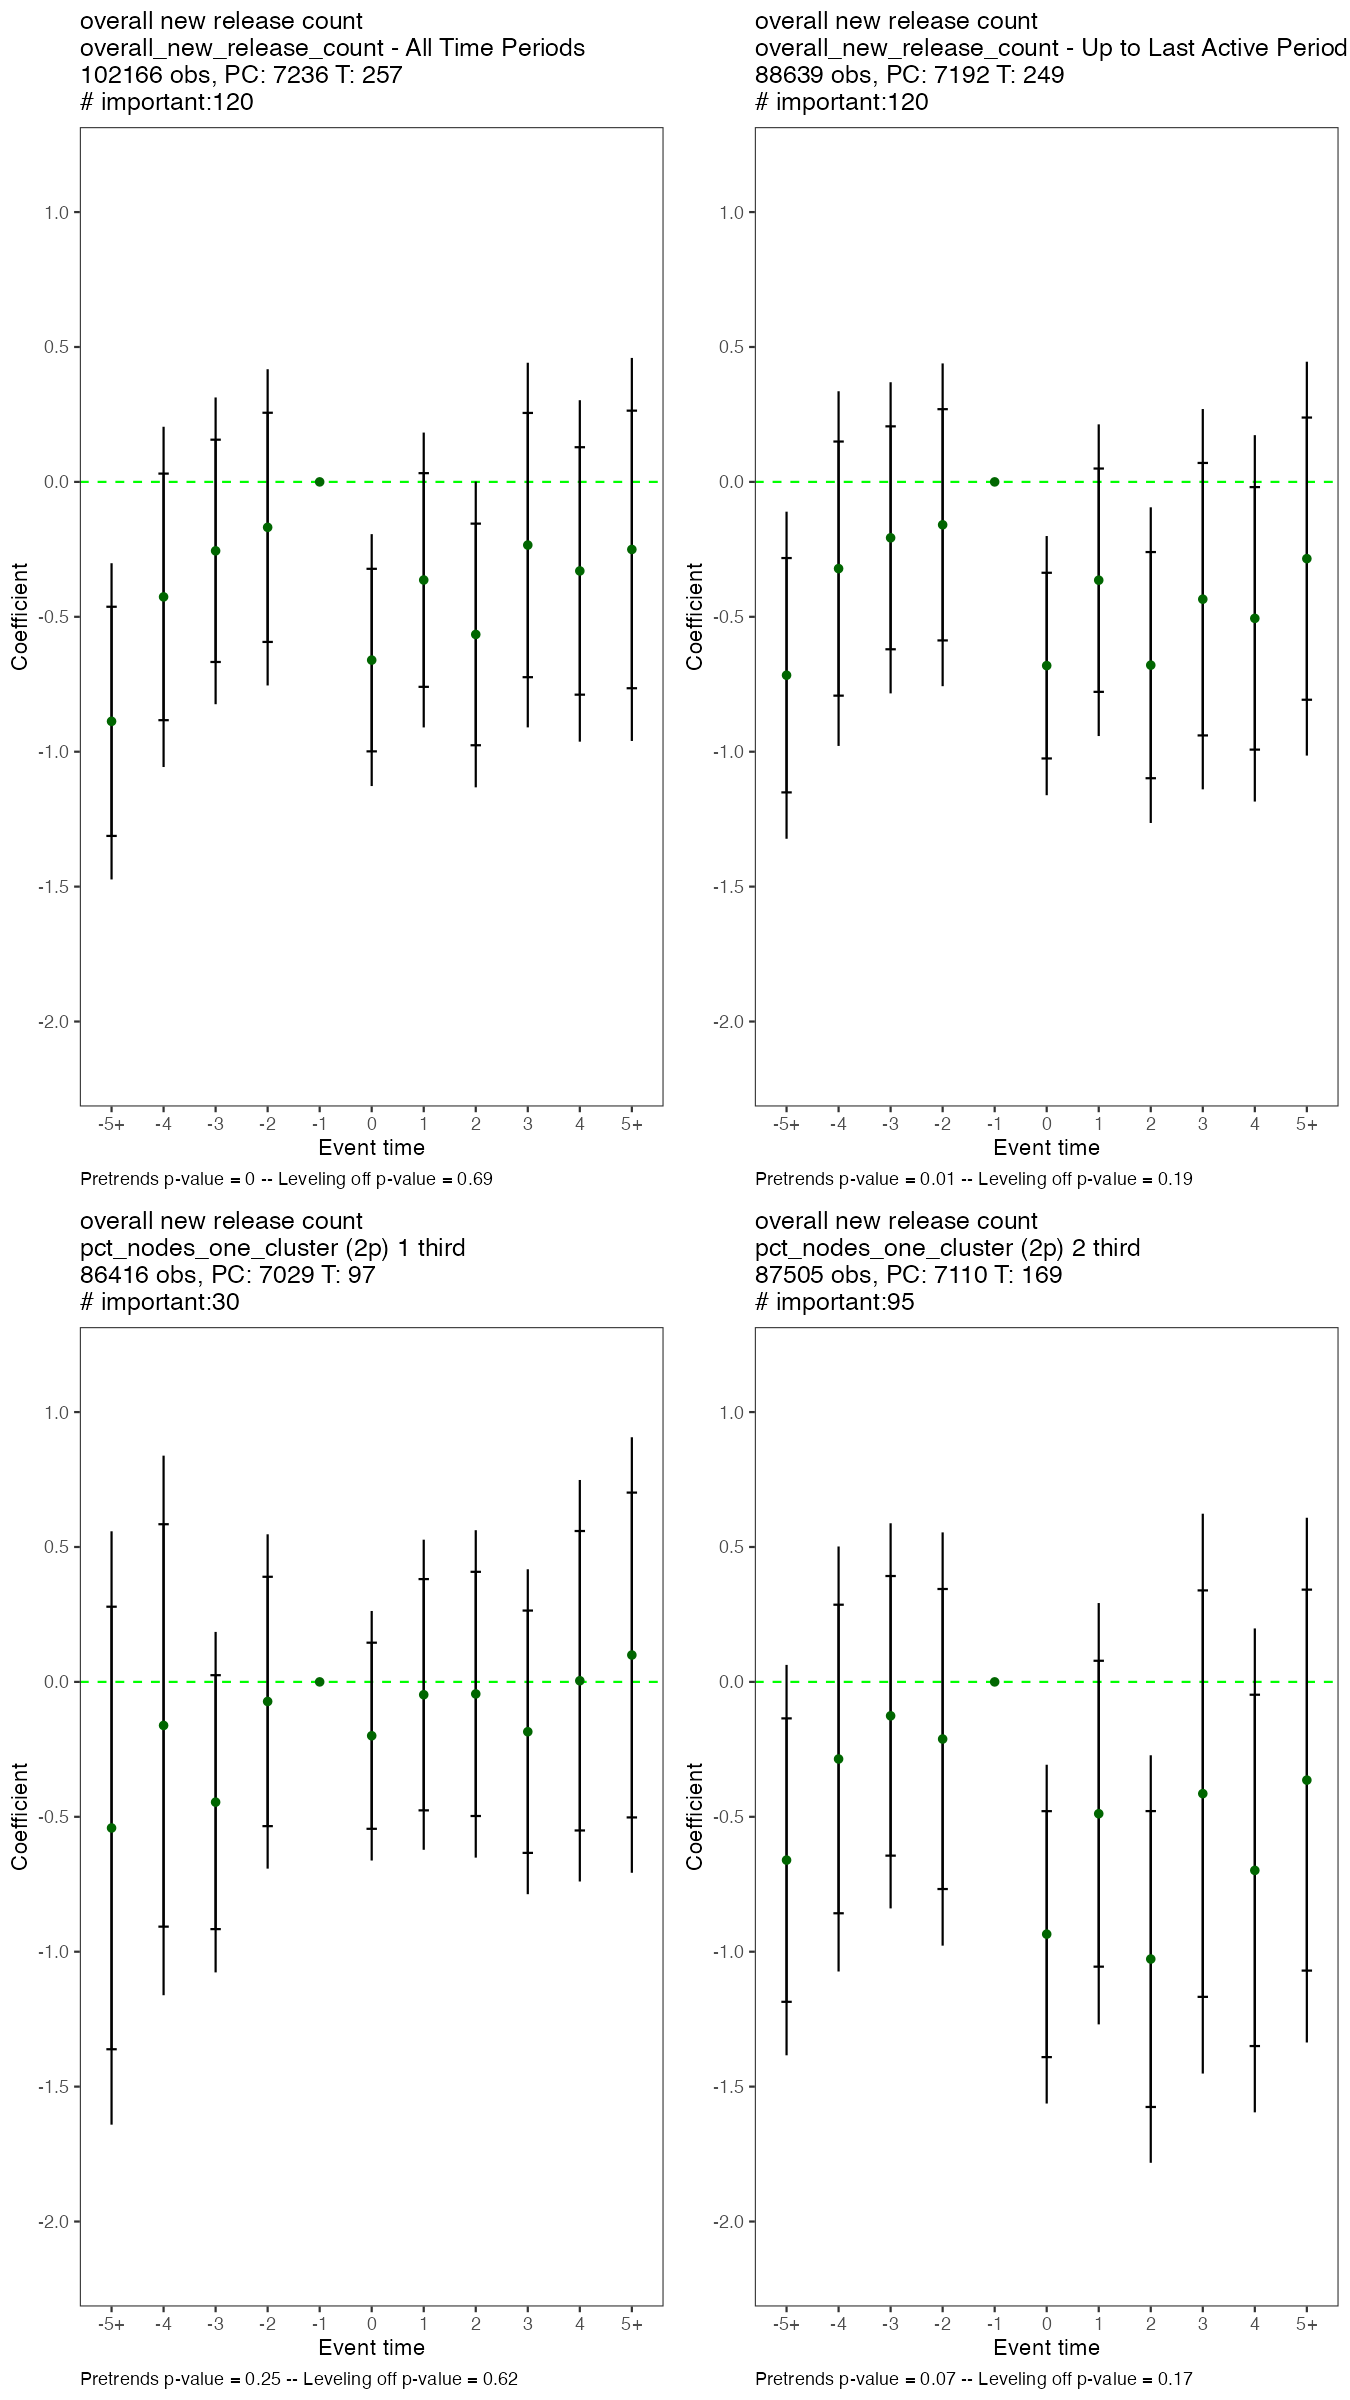 overall new release count
overall_new_release_count - All Time Periods
102166 obs, PC: 7236 T: 257
# important:120
1.0
0.5
0.0
-0.5
-1.0
-1.5
-2.0
Coefficient
-5+ -4 -3 -2 -1 0 1 2 3 4 5+
Event time
Pretrends p-value = 0 -- Leveling off p-value = 0.69
overall new release count
overall_new_release_count - Up to Last Active Period
88639 obs, PC: 7192 T: 249
# important:120
1.0
0.5
0.0
-0.5
-1.0
-1.5
-2.0
Coefficient
-5+ -4 -3 -2 -1 0 1 2 3 4 5+
Event time
Pretrends p-value = 0.01 -- Leveling off p-value = 0.19
overall new release count
pct_nodes_one_cluster (2p) 1 third
86416 obs, PC: 7029 T: 97
# important:30
1.0
0.5
0.0
-0.5
-1.0
-1.5
-2.0
Coefficient
-5+ -4 -3 -2 -1 0 1 2 3 4 5+
Event time
Pretrends p-value = 0.25 -- Leveling off p-value = 0.62
overall new release count
pct_nodes_one_cluster (2p) 2 third
87505 obs, PC: 7110 T: 169
# important:95
1.0
0.5
0.0
-0.5
-1.0
-1.5
-2.0
Coefficient
-5+ -4 -3 -2 -1 0 1 2 3 4 5+
Event time
Pretrends p-value = 0.07 -- Leveling off p-value = 0.17